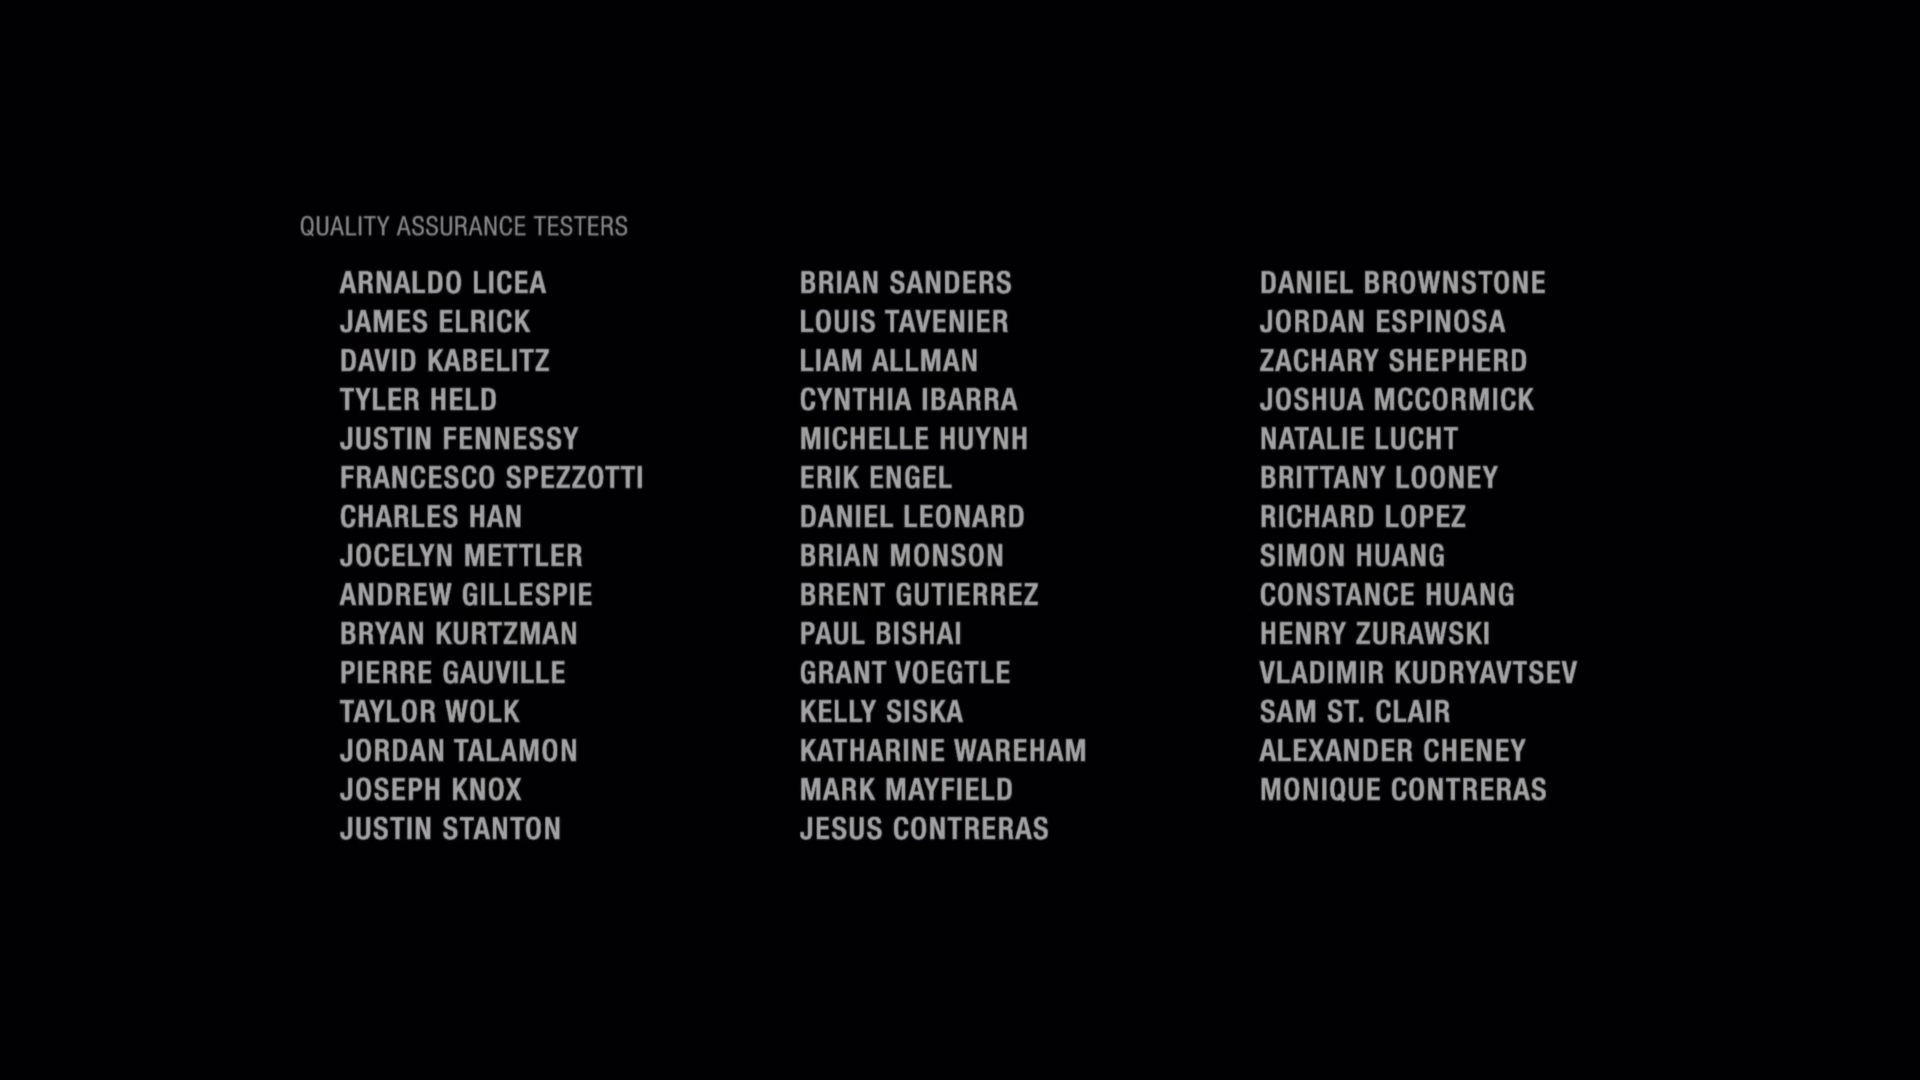 QUALITY ASSURANCE TESTERS
ARNALDO LICEA
JAMES ELRICK
DAVID KABELITZ
TYLER HELD
JUSTIN FENNESSY
FRANCESCO SPEZZOTTI
CHARLES HAN
JOCELYN METTLER
ANDREW GILLESPIE
BRYAN KURTZMAN
PIERRE GAUVILLE
TAYLOR WOLK
JORDAN TALAMON
JOSEPH KNOX
JUSTIN STANTON
BRIAN SANDERS
LOUIS TAVENIER
LIAM ALLMAN
CYNTHIA IBARRA
MICHELLE HUYNH
ERIK ENGEL
DANIEL LEONARD
BRIAN MONSON
BRENT GUTIERREZ
PAUL BISHAI
GRANT VOEGTLE
KELLY SISKA
KATHARINE WAREHAM
MARK MAYFIELD
JESUS CONTRERAS
DANIEL BROWNSTONE
JORDAN ESPINOSA
ZACHARY SHEPHERD
JOSHUA MCCORMICK
NATALIE LUCHT
BRITTANY LOONEY
RICHARD LOPEZ
SIMON HUANG
CONSTANCE HUANG
HENRY ZURAWSKI
VLADIMIR KUDRYAVTSEV
SAM ST. CLAIR
ALEXANDER CHENEY
MONIQUE CONTRERAS